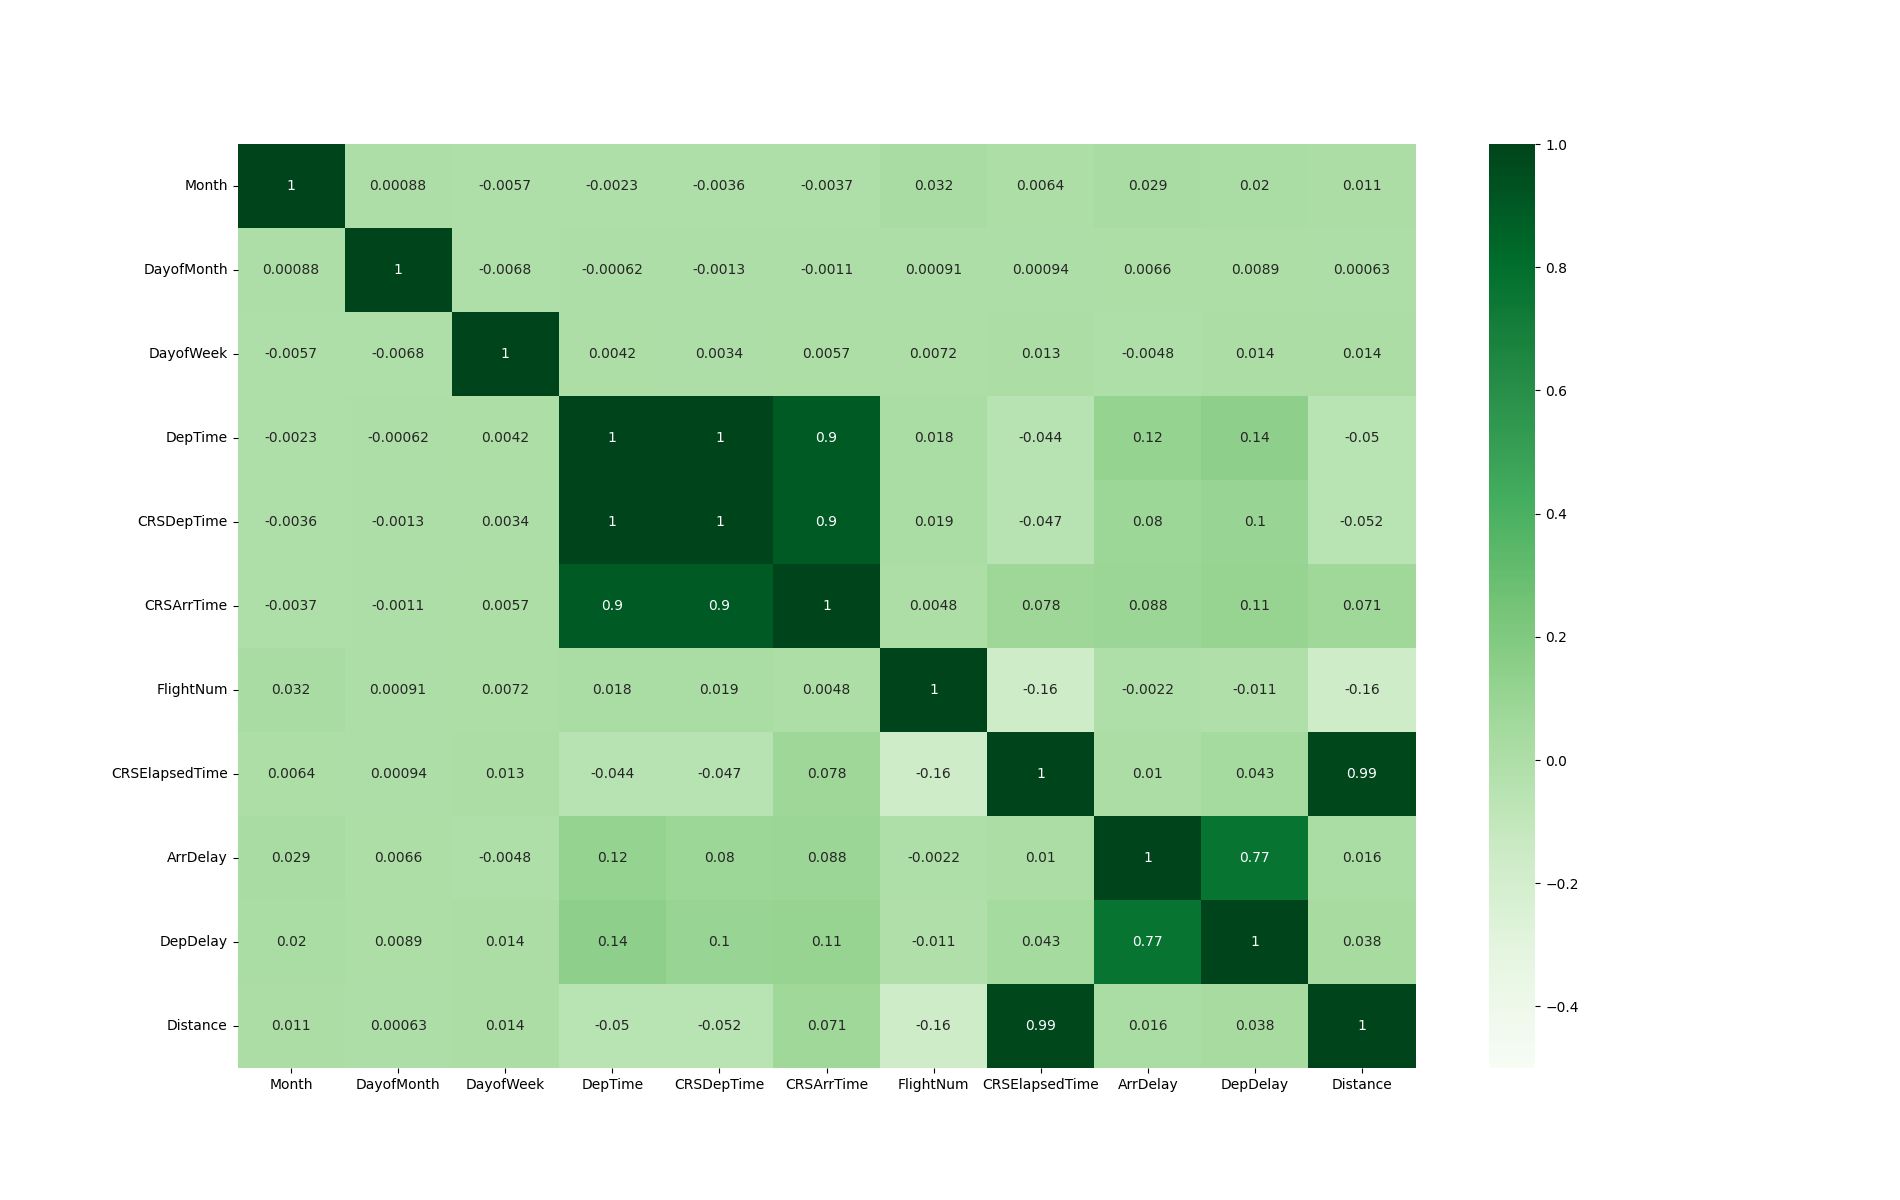 Month 1 0.00088 -0.0057 -0.0023 -0.0036 -0.0037 0.032 0.0064 0.029 0.02 0.011
DayofMonth 0.00088 1 -0.0068 -0.00062 -0.0013 -0.0011 0.00091 0.00094 0.0066 0.0089 0.00063
DayofWeek -0.0057 -0.0068 1 0.0042 0.0034 0.0057 0.0072 0.013 -0.0048 0.014 0.014
DepTime -0.0023 -0.00062 0.0042 1 1 0.9 0.018 -0.044 0.12 0.14 -0.05
CRSDepTime -0.0036 -0.0013 0.0034 1 1 0.9 0.019 -0.047 0.08 0.1 -0.052
CRSArrTime -0.0037 -0.0011 0.0057 0.9 0.9 1 0.0048 0.078 0.088 0.11 0.071
FlightNum 0.032 0.00091 0.0072 0.018 0.019 0.0048 1 -0.16 -0.0022 -0.011 -0.16
CRSElapsedTime 0.0064 0.00094 0.013 -0.044 -0.047 0.078 -0.16 1 0.01 0.043 0.99
ArrDelay 0.029 0.0066 -0.0048 0.12 0.08 0.088 -0.0022 0.01 1 0.77 0.016
DepDelay 0.02 0.0089 0.014 0.14 0.1 0.11 -0.011 0.043 0.77 1 0.038
Distance 0.011 0.00063 0.014 -0.05 -0.052 0.071 -0.16 0.99 0.016 0.038 1
Month DayofMonth DayofWeek DepTime CRSDepTime CRSArrTime FlightNum CRSElapsedTime ArrDelay DepDelay Distance
1.0
0.8
0.6
0.4
0.2
0.0
−0.2
−0.4